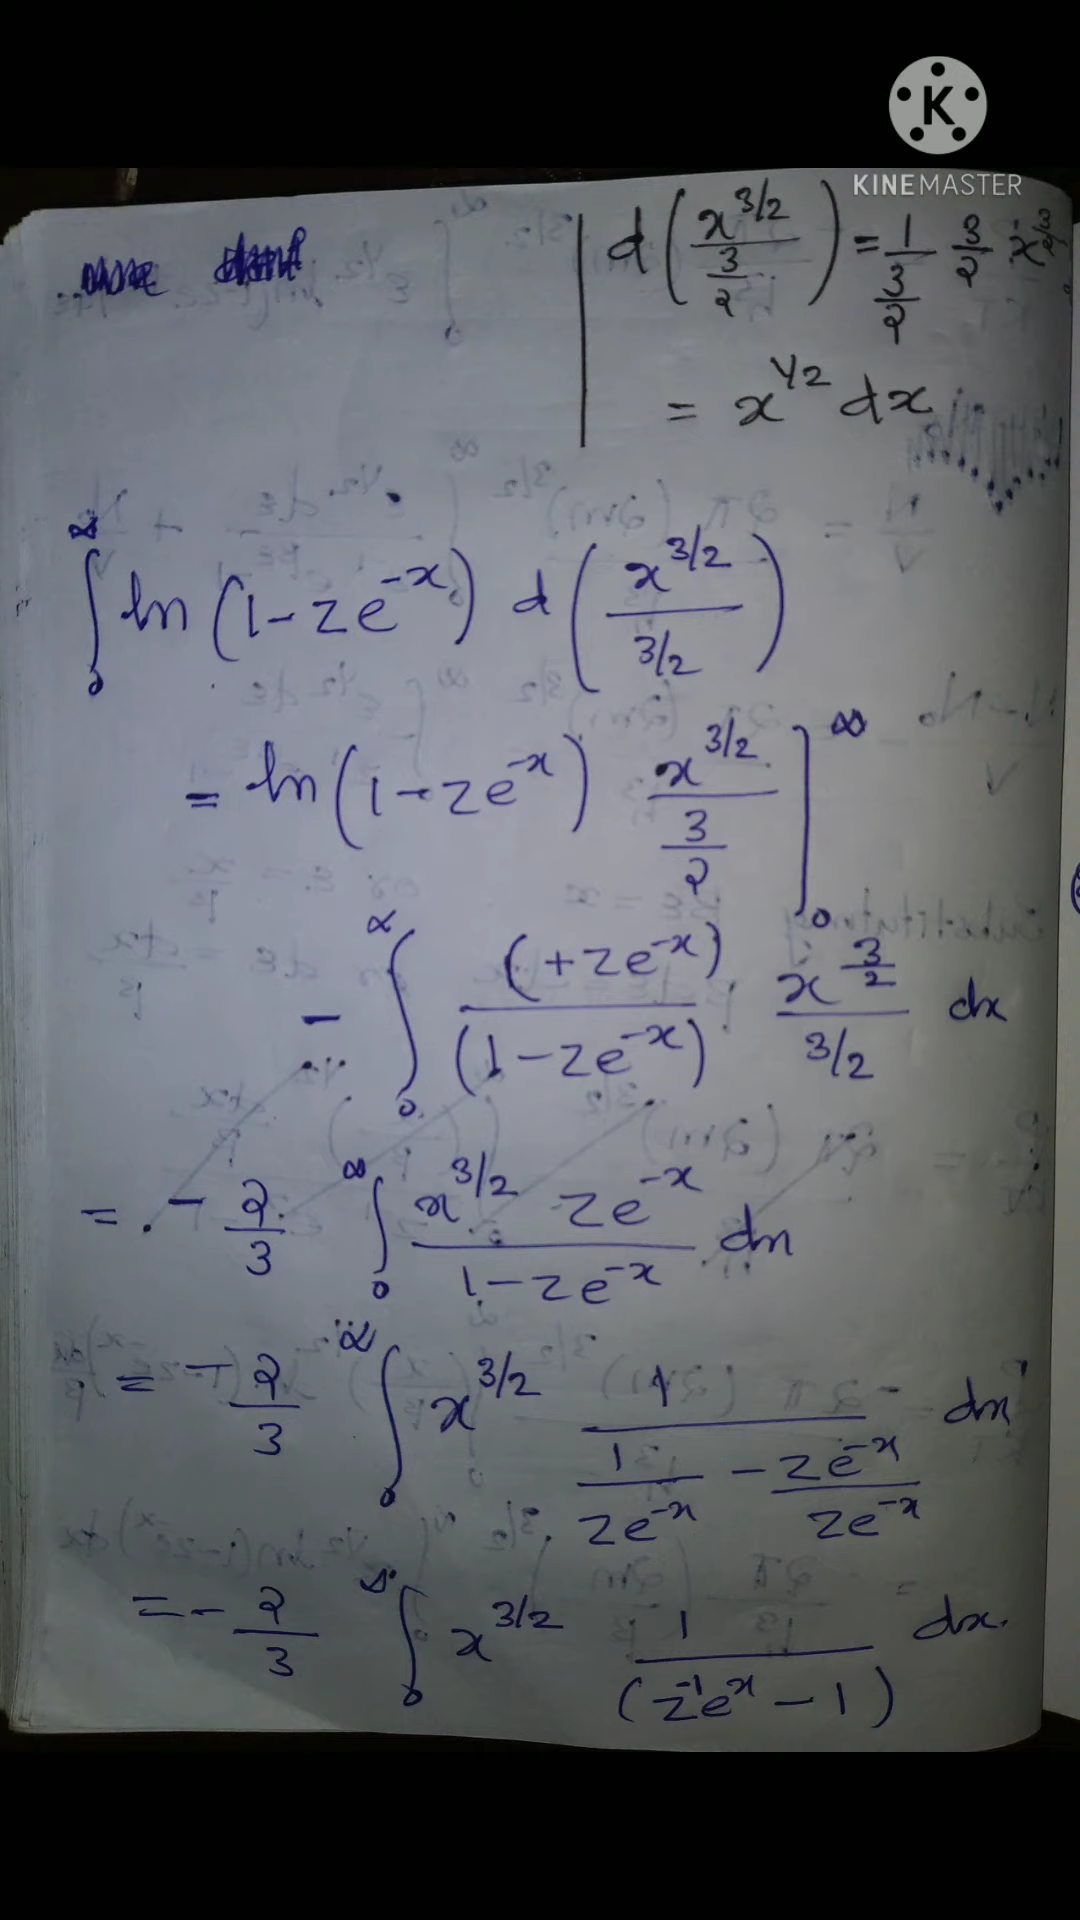 K
KINEMASTER
d(x^{3/2}/(3/2)) = 1/(3/2) 3/2 x
= x^{1/2} dx
∫_0^∞ ln(1-ze^{-x}) d(x^{3/2}/(3/2))
= ln(1-ze^{-x}) x^{3/2}/(3/2) ]_0^∞
- ∫_0^∞ (+ze^{-x})/(1-ze^{-x}) x^{3/2}/(3/2) dx
= - 2/3 ∫_0^∞ (x^{3/2} ze^{-x})/(1-ze^{-x}) dx
= - 2/3 ∫_0^∞ x^{3/2} 1/(1/(ze^{-x}) - ze^{-x}/(ze^{-x})) dx
= - 2/3 ∫_0^∞ x^{3/2} 1/(z^{-1}e^x - 1) dx.